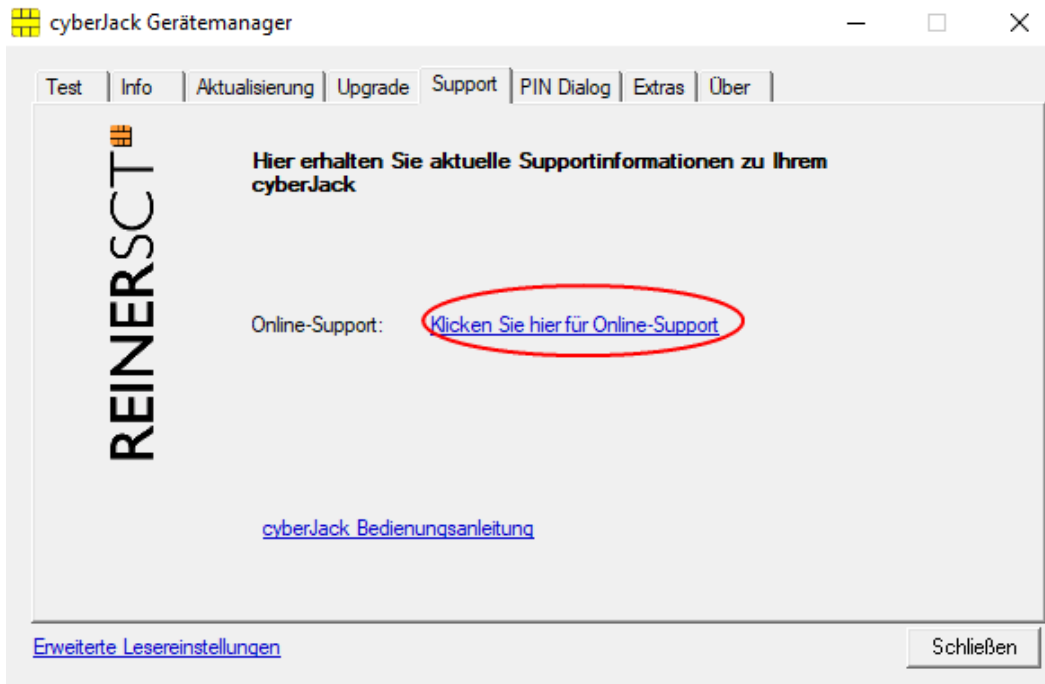 cyberJack Gerätemanager
Test Info Aktualisierung Upgrade Support PIN Dialog Extras Über
REINERSCT
Hier erhalten Sie aktuelle Supportinformationen zu Ihrem
cyberJack
Online-Support: Klicken Sie hier für Online-Support
cyberJack Bedienungsanleitung
Erweiterte Lesereinstellungen
Schließen